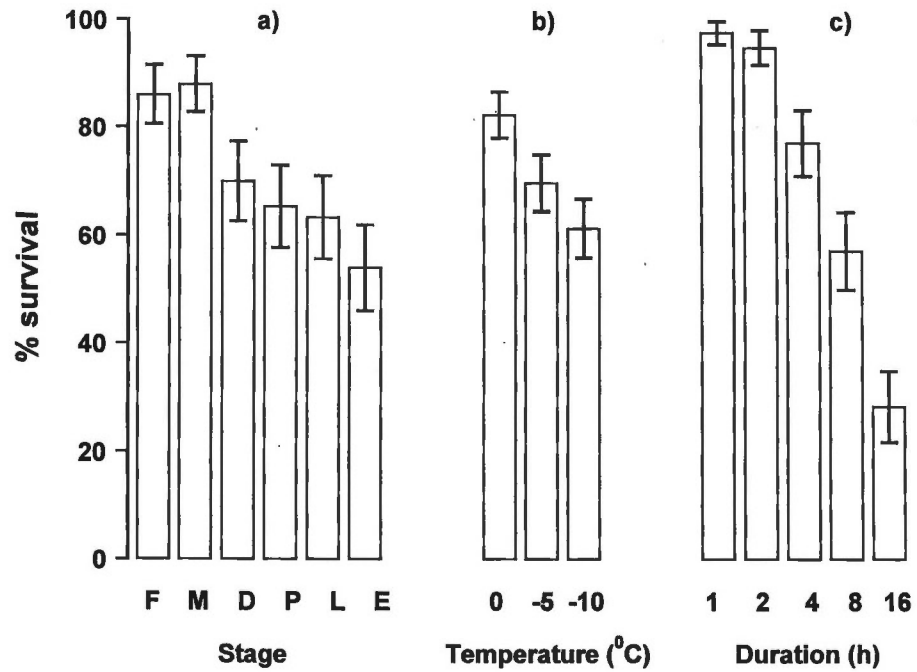 a) b) c)
100
80
60
40
20
0
% survival
F M D P L E 0 -5 -10 1 2 4 8 16
Stage Temperature (⁰C) Duration (h)